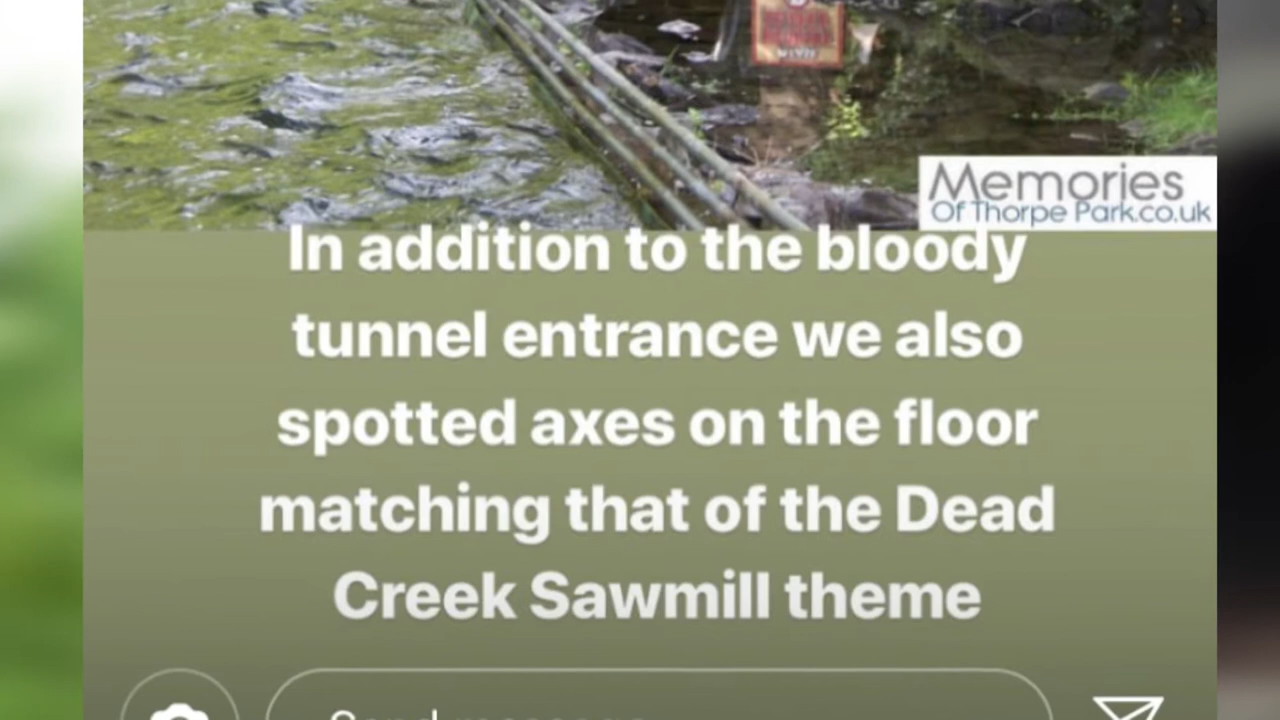 Memories
Of Thorpe Park.co.uk
In addition to the bloody
tunnel entrance we also
spotted axes on the floor
matching that of the Dead
Creek Sawmill theme